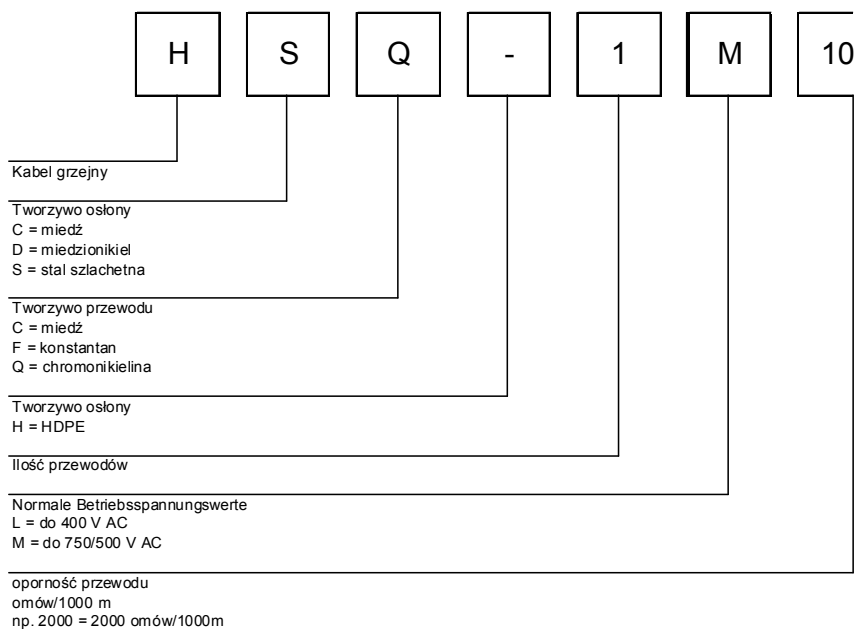 H S Q - 1 M 10
Kabel grzejny
Tworzywo osłony
C = miedź
D = miedzionikiel
S = stal szlachetna
Tworzywo przewodu
C = miedź
F = konstantan
Q = chromonikielina
Tworzywo osłony
H = HDPE
Ilość przewodów
Normale Betriebsspannungswerte
L = do 400 V AC
M = do 750/500 V AC
oporność przewodu
omów/1000 m
np. 2000 = 2000 omów/1000m